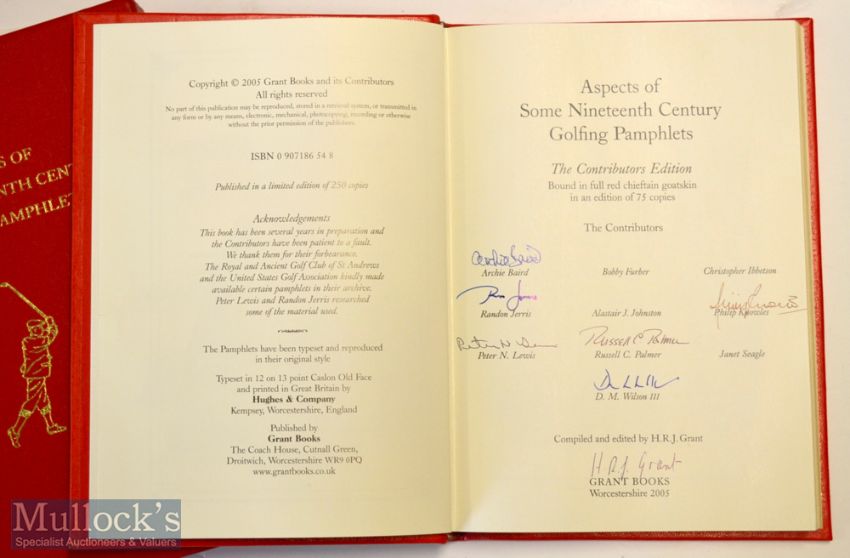 S OF
NTH CEN
PAMPHLE
Copyright © 2005 Grant Books and its Contributors
All rights reserved
No part of this publication may be reproduced, stored in a retrieval system, or transmitted in
any form or by any means, electronic, mechanical, photocopying, recording or otherwise
without the prior permission of the publishers.
ISBN 0 907186 54 8
Published in a limited edition of 250 copies
Acknowledgements
This book has been several years in preparation and
the Contributors have been patient to a fault.
We thank them for their forbearance.
The Royal and Ancient Golf Club of St Andrews
and the United States Golf Association kindly made
available certain pamphlets in their archive.
Peter Lewis and Randon Jerris researched
some of the material used.
The Pamphlets have been typeset and reproduced
in their original style
Typeset in 12 on 13 point Caslon Old Face
and printed in Great Britain by
Hughes & Company
Kempsey, Worcestershire, England
Published by
Grant Books
The Coach House, Cutnall Green,
Droitwich, Worcestershire WR9 0PQ
www.grantbooks.co.uk
Aspects of
Some Nineteenth Century
Golfing Pamphlets
The Contributors Edition
Bound in full red chieftain goatskin
in an edition of 75 copies
The Contributors
Archie Baird
Archie Baird Bobby Furber Christopher Ibbetson
Randon Jerris Alastair J. Johnston Philip Knowles
Peter N. Lewis Russell C. Palmer
Peter N. Lewis Russell C. Palmer Janet Seagle
D. M. Wilson III
Compiled and edited by H.R.J. Grant
H.R.J. Grant
GRANT BOOKS
Worcestershire 2005
Mullock's
Specialist Auctioneers & Valuers